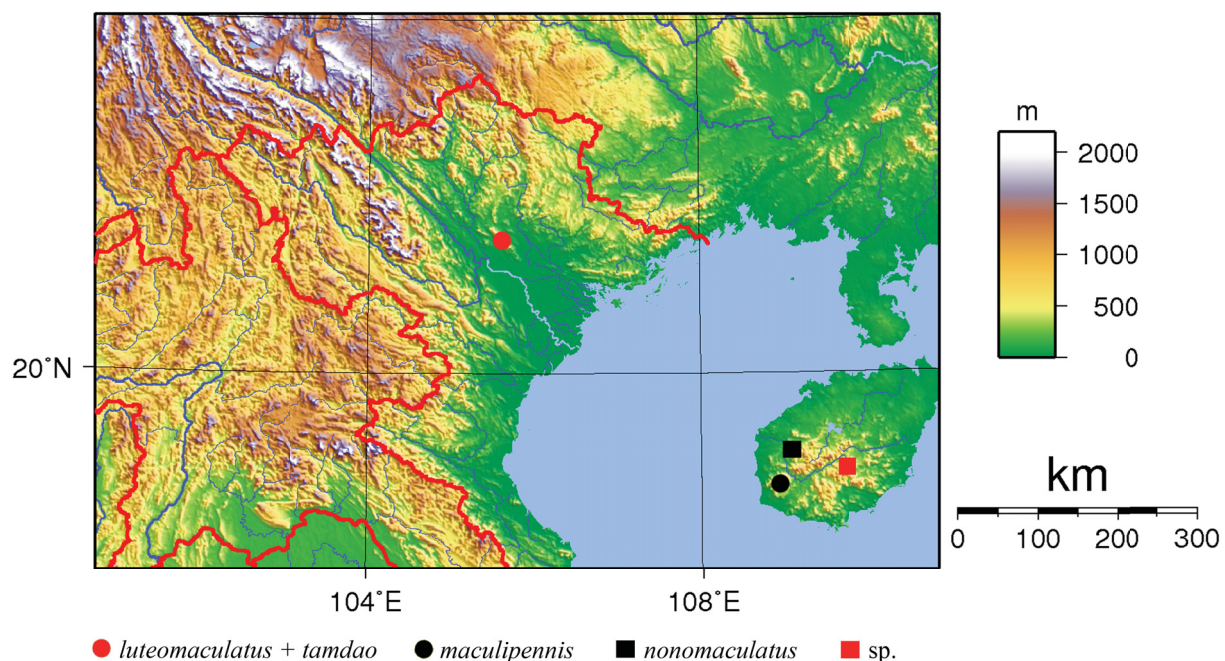 m
2000
1500
1000
500
0
20°N
km
0 100 200 300
104°E 108°E
luteomaculatus + tamdao maculipennis nonomaculatus sp.